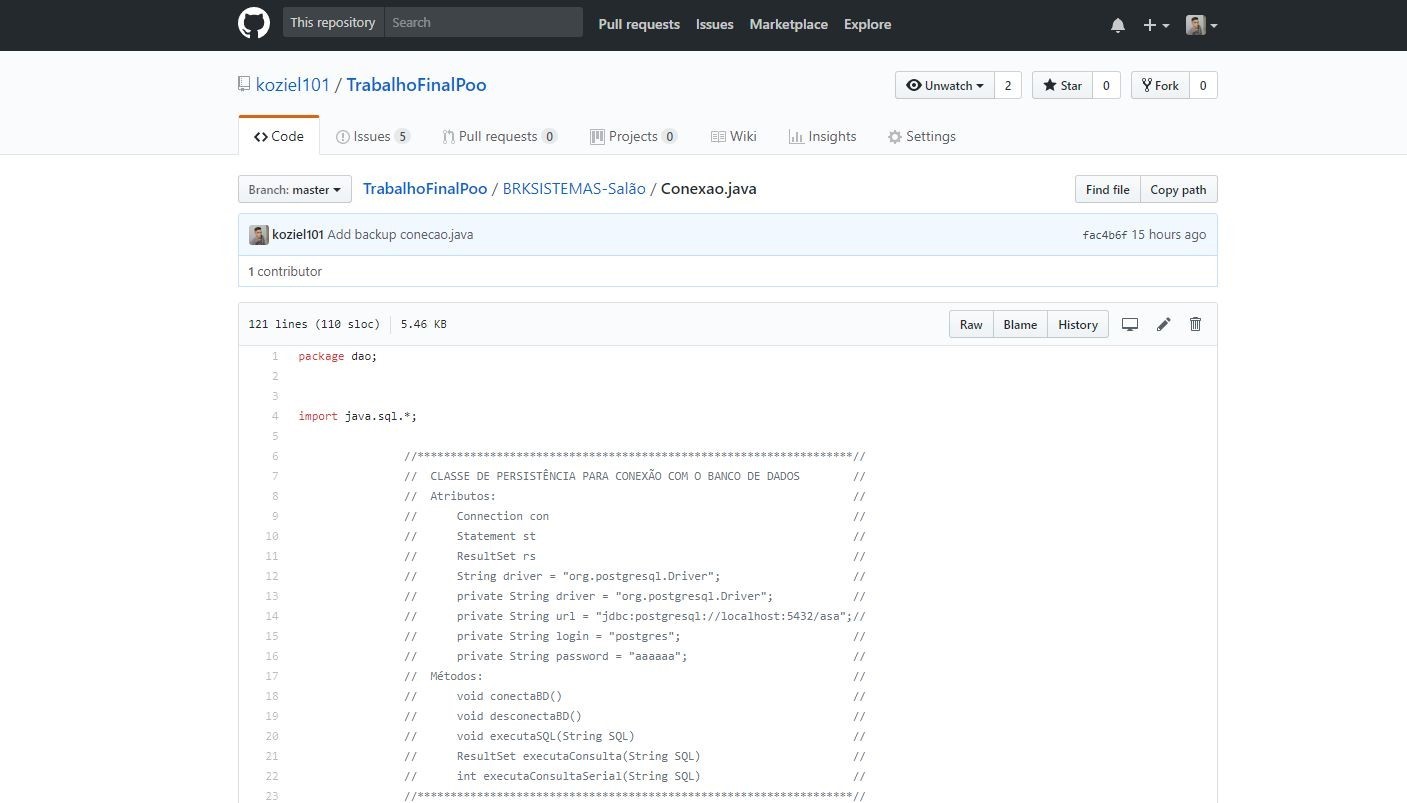 This repository Search Pull requests Issues Marketplace Explore
koziel101 / TrabalhoFinalPoo Unwatch 2 Star 0 Fork 0
Code Issues 5 Pull requests 0 Projects 0 Wiki Insights Settings
Branch: master TrabalhoFinalPoo / BRKSISTEMAS-Salão / Conexao.java Find file Copy path
koziel101 Add backup conecao.java fac4b6f 15 hours ago
1 contributor
121 lines (110 sloc) 5.46 KB Raw Blame History
1 package dao;
2
3
4 import java.sql.*;
5
6 //******************************************************************//
7 // CLASSE DE PERSISTÊNCIA PARA CONEXÃO COM O BANCO DE DADOS //
8 // Atributos: //
9 // Connection con //
10 // Statement st //
11 // ResultSet rs //
12 // String driver = "org.postgresql.Driver"; //
13 // private String driver = "org.postgresql.Driver"; //
14 // private String url = "jdbc:postgresql://localhost:5432/asa";//
15 // private String login = "postgres"; //
16 // private String password = "aaaaaa"; //
17 // Métodos: //
18 // void conectaBD() //
19 // void desconectaBD() //
20 // void executaSQL(String SQL) //
21 // ResultSet executaConsulta(String SQL) //
22 // int executaConsultaSerial(String SQL) //
23 //******************************************************************//